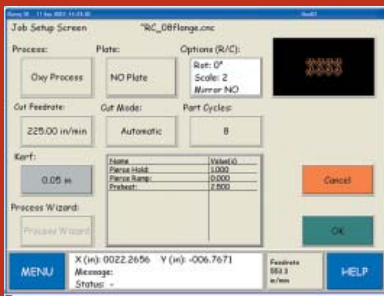 Job Setup Screen "RC_08flange.cnc
Process: Plate: Options (R/C):
Oxy Process NO Plate Rot: 0°
Scale: 2
Mirror NO
Cut Feedrate: Cut Mode: Part Cycles:
225.00 in/min Automatic 8
Kerf:
0.05 in
Name Value(s)
Pierce Hold: 1.000
Pierce Ramp: 0.000
Preheat: 2.500
Cancel
Process Wizard:
Process Wizard
OK
MENU
X (in): 0022.2656 Y (in): -006.7671
Message:
Status: -
Feedrate
553.3
in/min
HELP